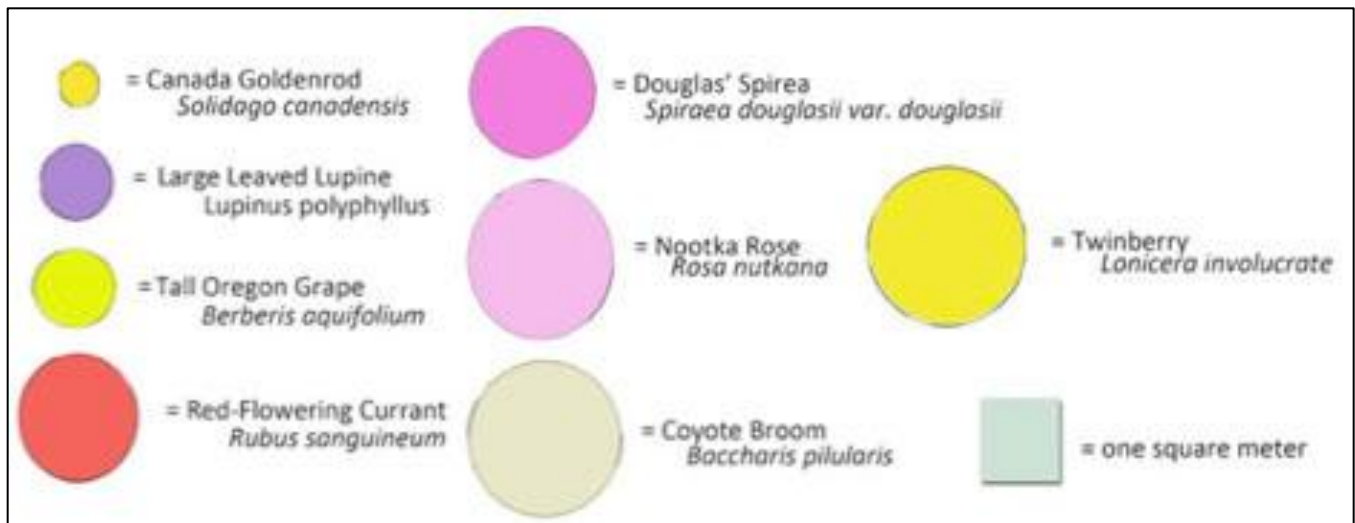 = Canada Goldenrod
Solidago canadensis
= Large Leaved Lupine
Lupinus polyphyllus
=Tall Oregon Grape
Berberis aquifolium
= Red-Flowering Currant
Rubus sanguineum
= Douglas' Spirea
Spiraea douglasii var. douglasii
= Nootka Rose
Rosa nutkana
= Coyote Broom
Baccharis pilularis
= Twinberry
Lonicera involucrate
= one square meter